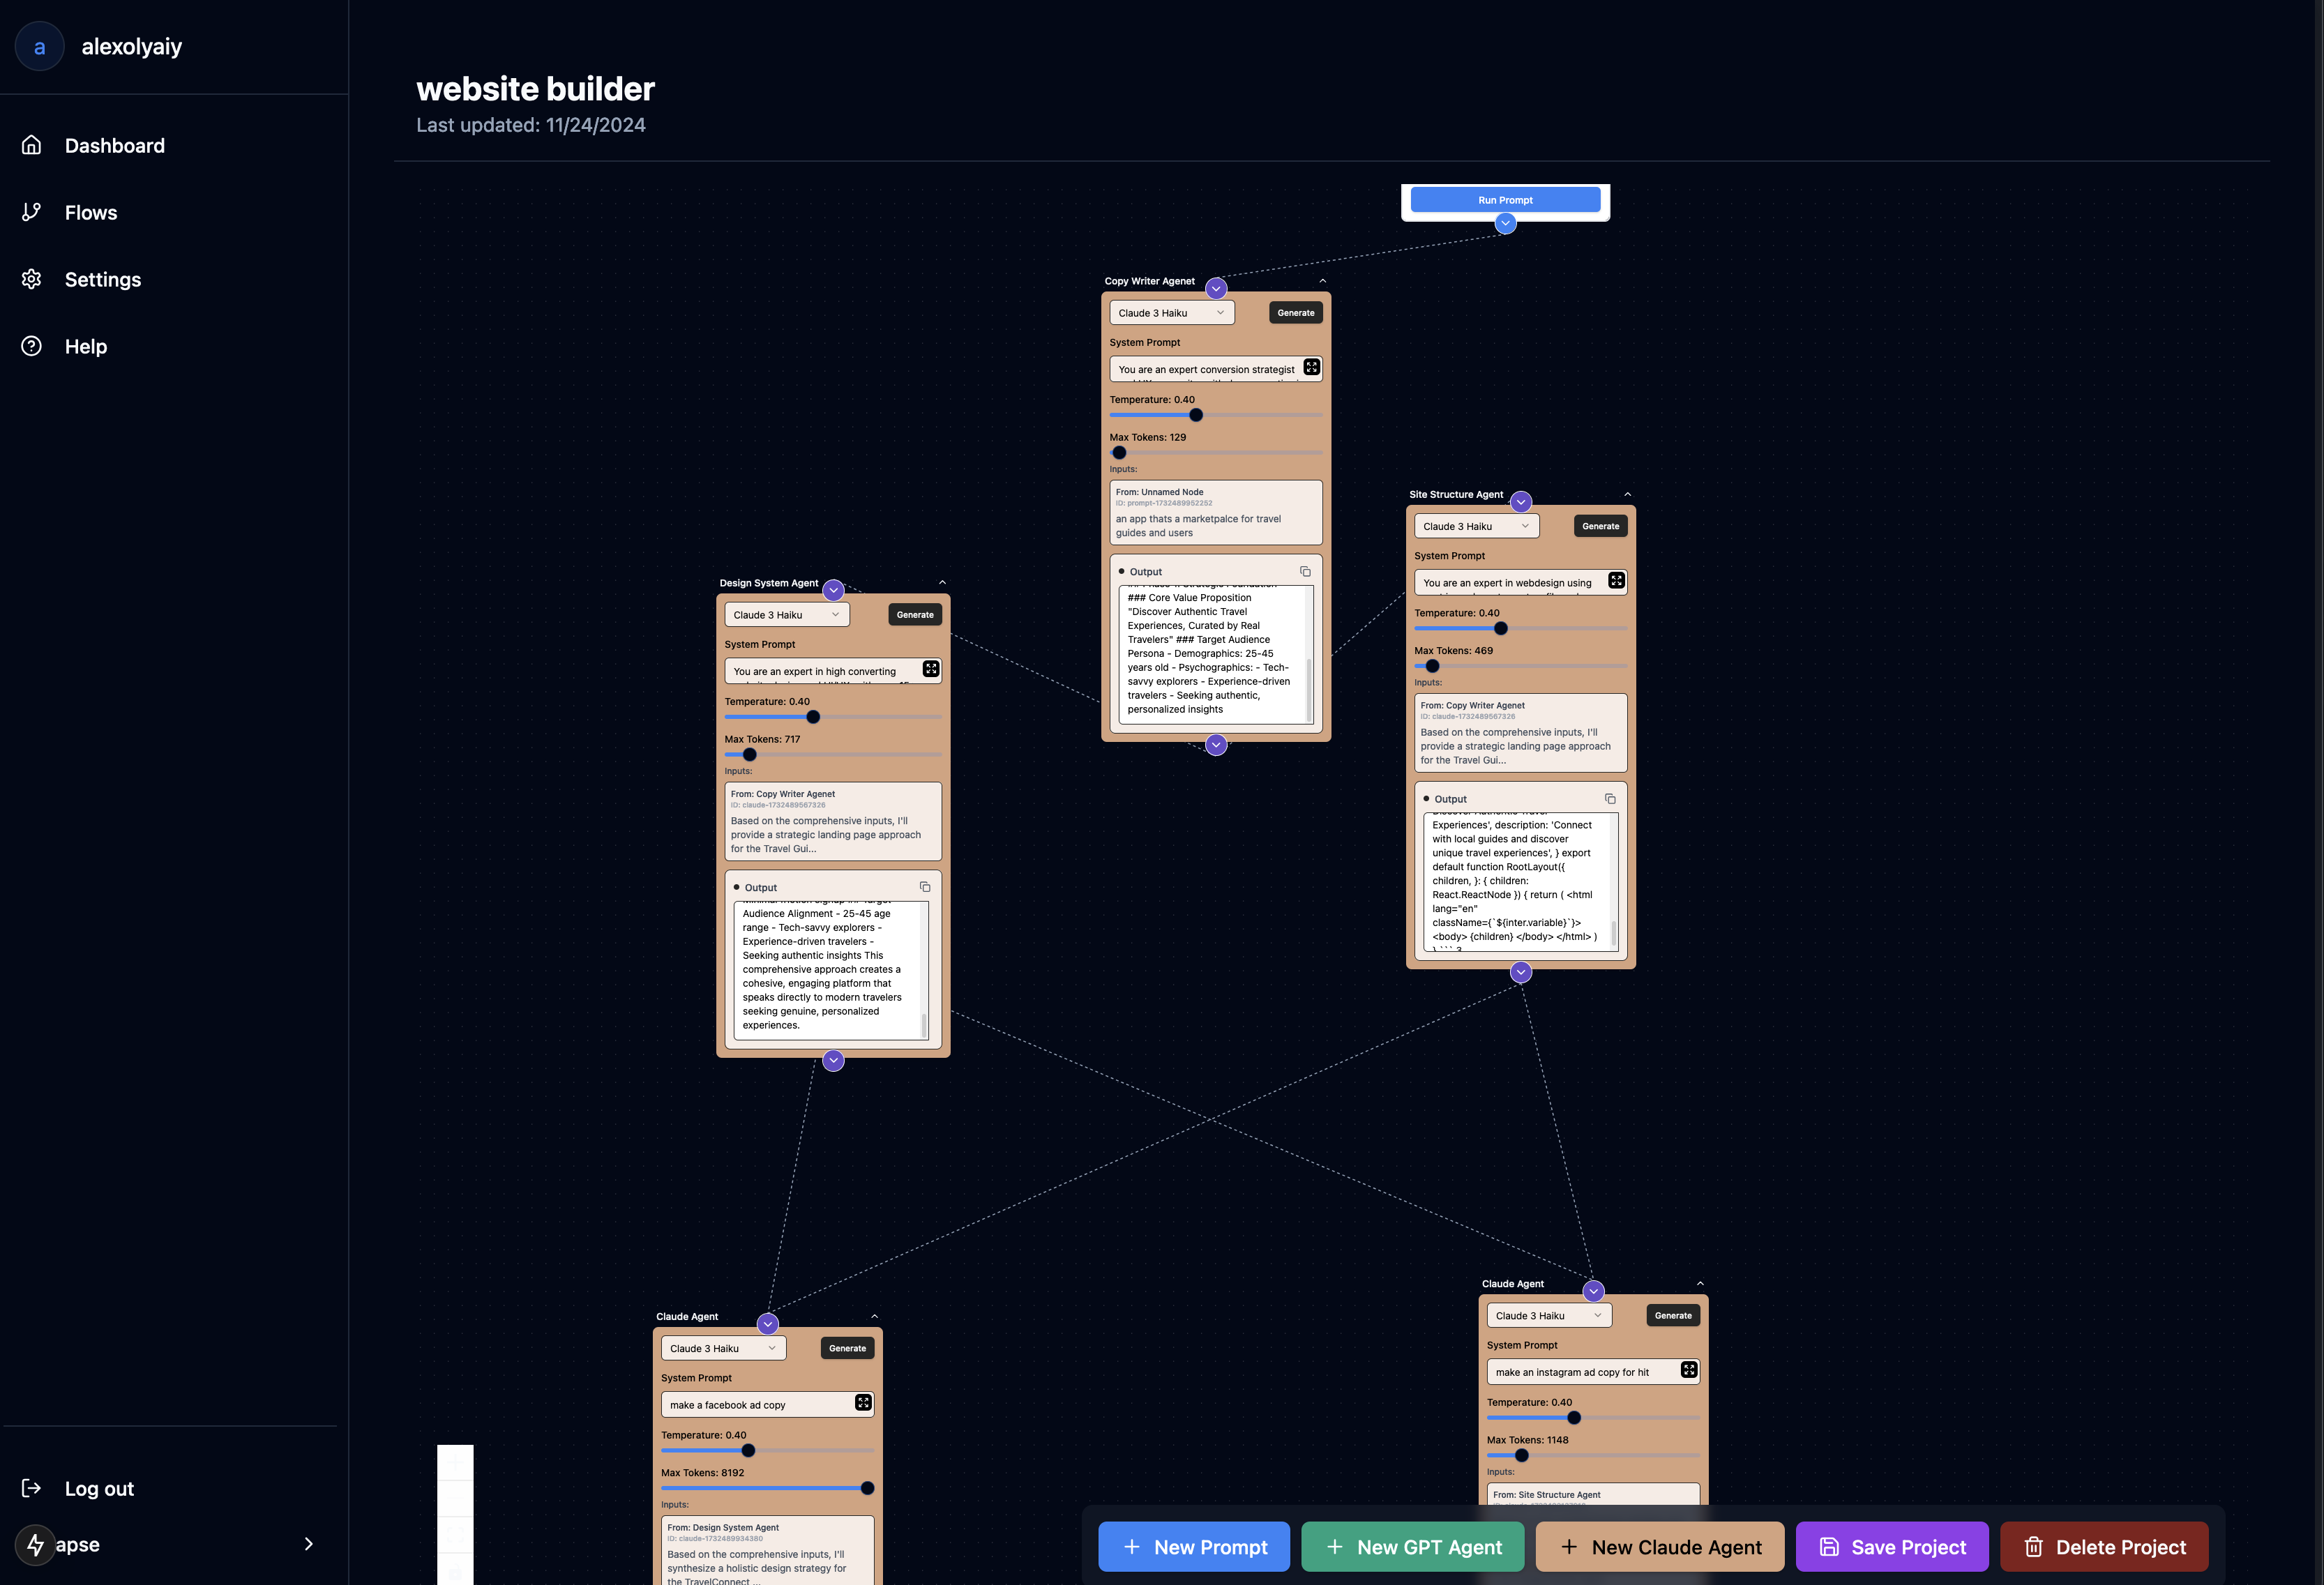 a
alexolyaiy
Dashboard
Flows
Settings
Help
Log out
apse
website builder
Last updated: 11/24/2024
Run Prompt
Copy Writer Agenet
Claude 3 Haiku
Generate
System Prompt
You are an expert conversion strategist
Temperature: 0.40
Max Tokens: 129
Inputs:
From: Unnamed Node
ID: prompt-1732489952252
an app thats a marketpalce for travel
guides and users
Output
### Core Value Proposition
"Discover Authentic Travel
Experiences, Curated by Real
Travelers" ### Target Audience
Persona - Demographics: 25-45
years old - Psychographics: - Tech-
savvy explorers - Experience-driven
travelers - Seeking authentic,
personalized insights
Site Structure Agent
Claude 3 Haiku
Generate
System Prompt
You are an expert in webdesign using
Temperature: 0.40
Max Tokens: 469
Inputs:
From: Copy Writer Agenet
ID: claude-1732489567326
Based on the comprehensive inputs, I'll
provide a strategic landing page approach
for the Travel Gui...
Output
Experiences', description: 'Connect
with local guides and discover
unique travel experiences', } export
default function RootLayout({
children, }: { children:
React.ReactNode }) { return ( <html
lang="en"
className={`${inter.variable}`}>
<body> {children} </body> </html> )
Design System Agent
Claude 3 Haiku
Generate
System Prompt
You are an expert in high converting
Temperature: 0.40
Max Tokens: 717
Inputs:
From: Copy Writer Agenet
ID: claude-1732489567326
Based on the comprehensive inputs, I'll
provide a strategic landing page approach
for the Travel Gui...
Output
Audience Alignment - 25-45 age
range - Tech-savvy explorers -
Experience-driven travelers -
Seeking authentic insights This
comprehensive approach creates a
cohesive, engaging platform that
speaks directly to modern travelers
seeking genuine, personalized
experiences.
Claude Agent
Claude 3 Haiku
Generate
System Prompt
make a facebook ad copy
Temperature: 0.40
Max Tokens: 8192
Inputs:
From: Design System Agent
ID: claude-1732489934380
Based on the comprehensive inputs, I'll
synthesize a holistic design strategy for
the TravelConnect ...
Claude Agent
Claude 3 Haiku
Generate
System Prompt
make an instagram ad copy for hit
Temperature: 0.40
Max Tokens: 1148
Inputs:
From: Site Structure Agent
New Prompt
New GPT Agent
New Claude Agent
Save Project
Delete Project